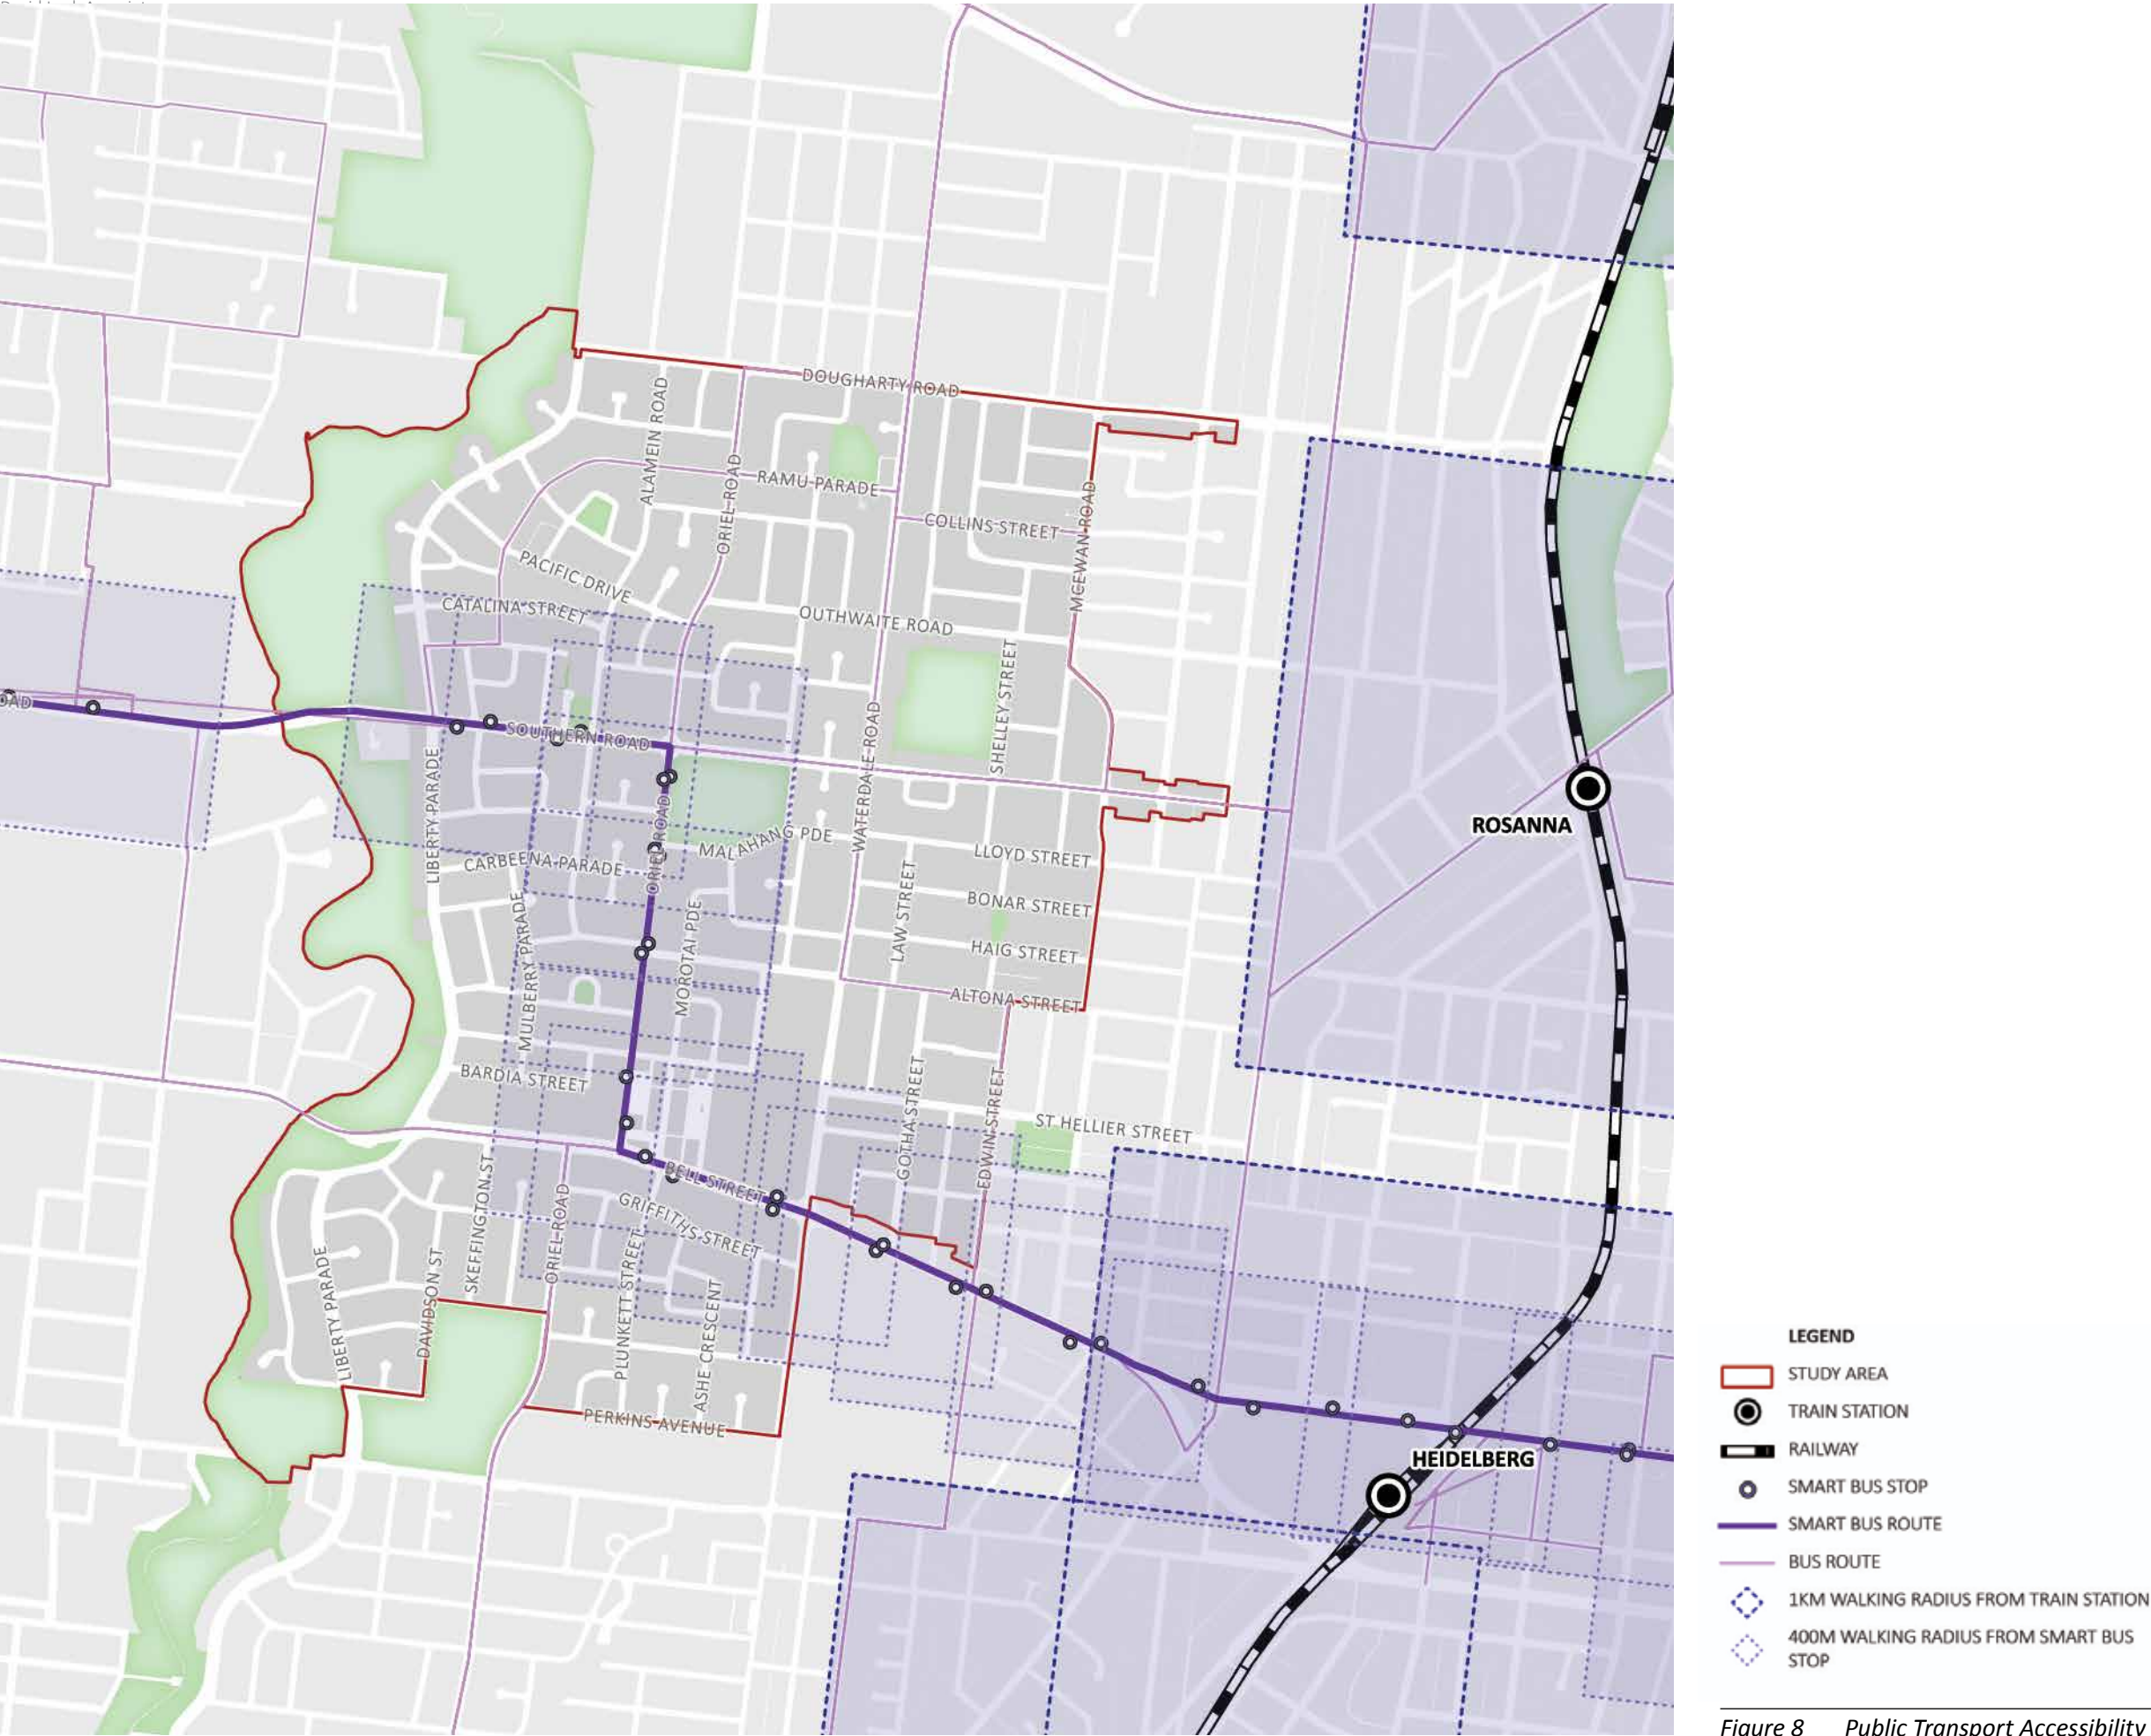 DOUGHARTY ROAD
ALAMEIN ROAD
ORIEL ROAD
RAMU PARADE
COLLINS STREET
MCEWAN ROAD
PACIFIC DRIVE
CATALINA STREET
OUTHWAITE ROAD
SHELLEY STREET
OAD
SOUTHERN ROAD
WATERDALE ROAD
LIBERTY PARADE
ORIEL ROAD
MALAHANG PDE
CARBEENA PARADE
LLOYD STREET
ROSANNA
BONAR STREET
LAW STREET
HAIG STREET
MULBERRY PARADE
MOROTAI PDE
ALTONA STREET
BARDIA STREET
GOTHA STREET
EDWIN STREET
ST HELLIER STREET
BELL STREET
SKEFFINGTON ST
ORIEL ROAD
GRIFFITHS STREET
LIBERTY PARADE
DAVIDSON ST
PLUNKETT STREET
ASHE CRESCENT
PERKINS AVENUE
HEIDELBERG
LEGEND
STUDY AREA
TRAIN STATION
RAILWAY
SMART BUS STOP
SMART BUS ROUTE
BUS ROUTE
1KM WALKING RADIUS FROM TRAIN STATION
400M WALKING RADIUS FROM SMART BUS
STOP
Figure 8 Public Transport Accessibility